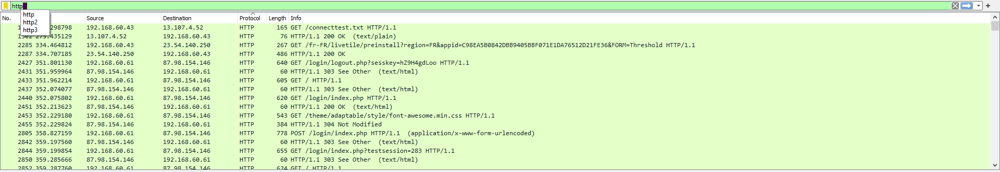 http
http
http2
http3
No. Source Destination Protocol Length Info
298798 192.168.60.43 13.107.4.52 HTTP 165 GET /connecttest.txt HTTP/1.1
1302 275.435129 13.107.4.52 192.168.60.43 HTTP 76 HTTP/1.1 200 OK (text/plain)
2285 334.464812 192.168.60.43 23.54.140.250 HTTP 267 GET /fr-FR/livetile/preinstall?region=FR&appid=C98EA5B0842DBB9405BBF071E1DA76512D21FE36&FORM=Threshold HTTP/1.1
2287 334.707185 23.54.140.250 192.168.60.43 HTTP 486 HTTP/1.1 200 OK
2427 351.801130 192.168.60.61 87.98.154.146 HTTP 640 GET /login/logout.php?sesskey=hZ9H4gdLoo HTTP/1.1
2431 351.959964 87.98.154.146 192.168.60.61 HTTP 60 HTTP/1.1 303 See Other (text/html)
2433 351.962214 192.168.60.61 87.98.154.146 HTTP 605 GET / HTTP/1.1
2437 352.074077 87.98.154.146 192.168.60.61 HTTP 60 HTTP/1.1 303 See Other (text/html)
2440 352.075802 192.168.60.61 87.98.154.146 HTTP 620 GET /login/index.php HTTP/1.1
2451 352.213623 87.98.154.146 192.168.60.61 HTTP 60 HTTP/1.1 200 OK (text/html)
2453 352.229180 192.168.60.61 87.98.154.146 HTTP 543 GET /theme/adaptable/style/font-awesome.min.css HTTP/1.1
2455 352.229824 87.98.154.146 192.168.60.61 HTTP 384 HTTP/1.1 304 Not Modified
2805 358.827159 192.168.60.61 87.98.154.146 HTTP 778 POST /login/index.php HTTP/1.1 (application/x-www-form-urlencoded)
2842 359.197560 87.98.154.146 192.168.60.61 HTTP 60 HTTP/1.1 303 See Other (text/html)
2844 359.199854 192.168.60.61 87.98.154.146 HTTP 655 GET /login/index.php?testsession=283 HTTP/1.1
2850 359.285666 87.98.154.146 192.168.60.61 HTTP 60 HTTP/1.1 303 See Other (text/html)
2852 359.287760 192.168.60.61 87.98.154.146 HTTP 624 GET / HTTP/1.1